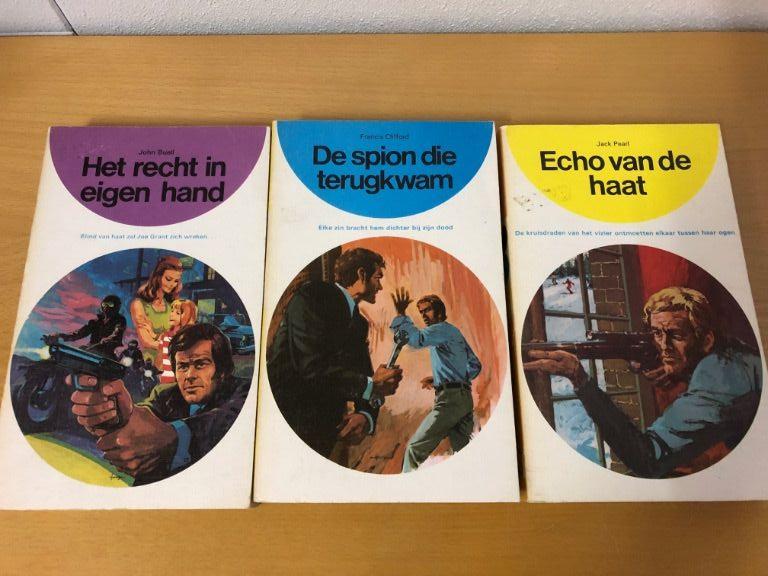 John Buell
Het recht in
eigen hand
Blind van haat zal Joe Grant zich wreken...
Francis Clifford
De spion die
terugkwam
Elke zin bracht hem dichter bij zijn dood
Jack Pearl
Echo van de
haat
De kruisdraden van het vizier ontmoetten elkaar tussen haar ogen